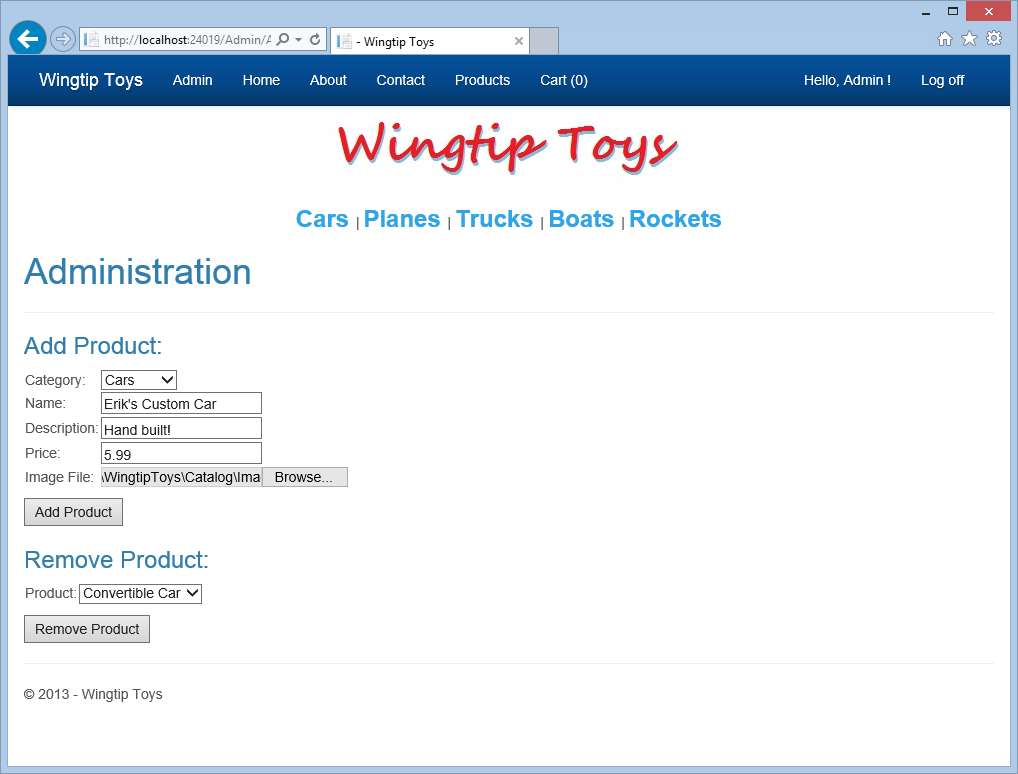 http://localhost:24019/Admin/A
- Wingtip Toys
Wingtip Toys Admin Home About Contact Products Cart (0) Hello, Admin ! Log off
Wingtip Toys
Cars | Planes | Trucks | Boats | Rockets
Administration
Add Product:
Category: Cars
Name: Erik's Custom Car
Description: Hand built!
Price: 5.99
Image File: \WingtipToys\Catalog\Ima Browse...
Add Product
Remove Product:
Product: Convertible Car
Remove Product
© 2013 - Wingtip Toys